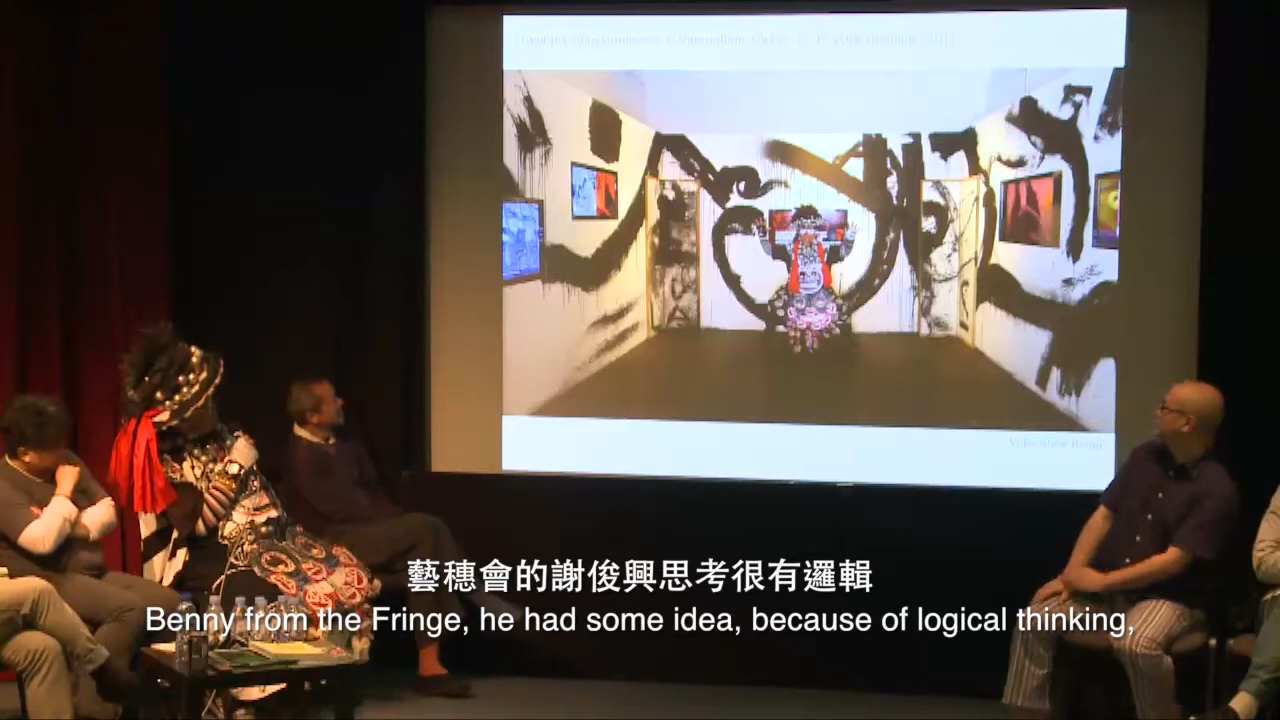 藝穗會的謝俊興思考很有邏輯
Benny from the Fringe, he had some idea, because of logical thinking,